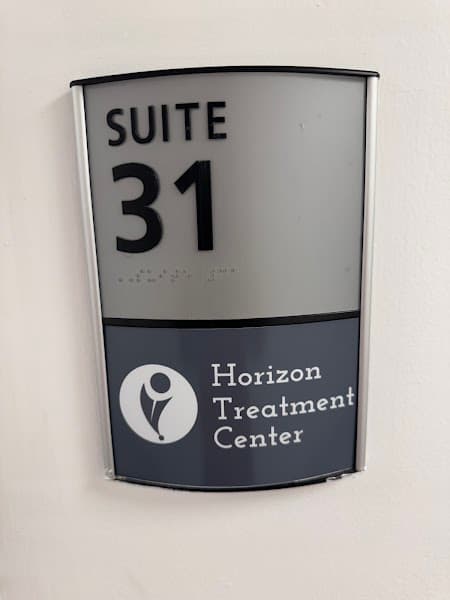 SUITE
31
Horizon
Treatment
Center